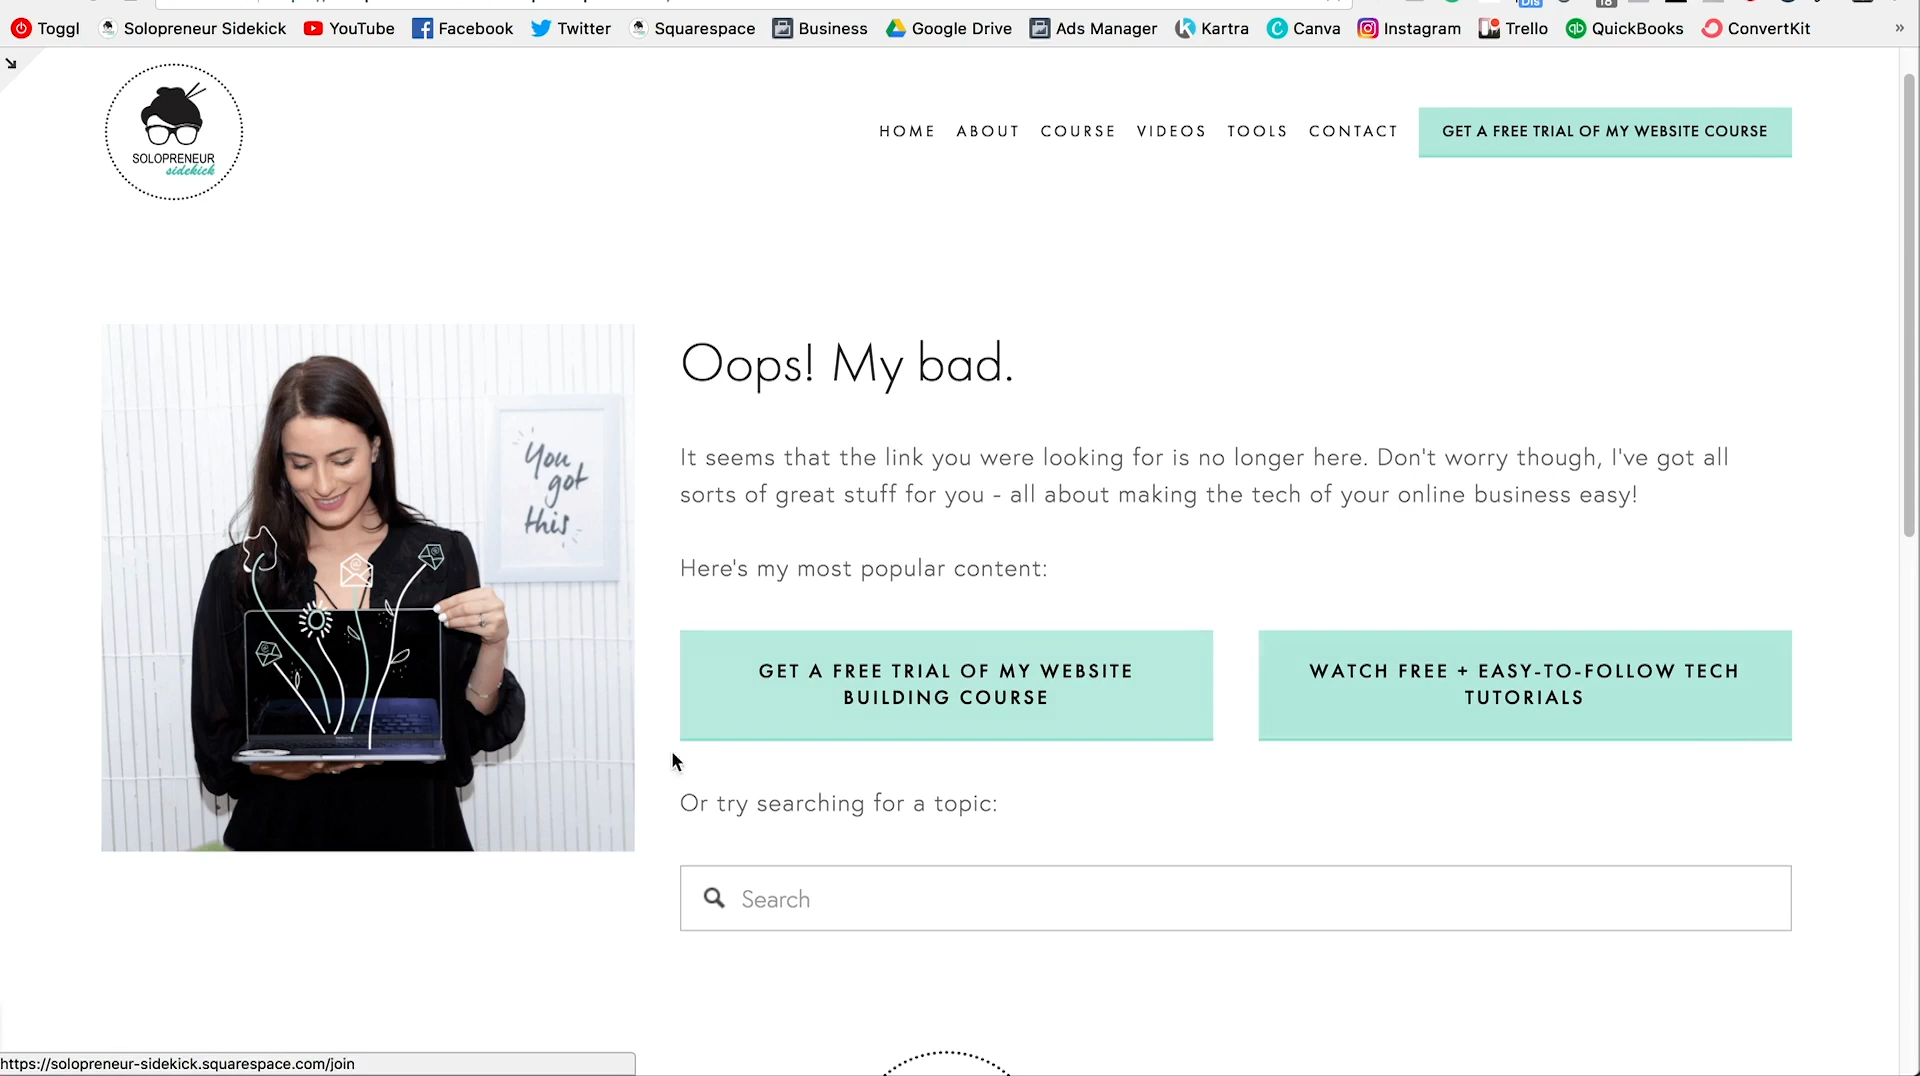 Toggl Solopreneur Sidekick YouTube Facebook Twitter Squarespace Business Google Drive Ads Manager Kartra Canva Instagram Trello QuickBooks ConvertKit »
SOLOPRENEUR
sidekick
HOME ABOUT COURSE VIDEOS TOOLS CONTACT GET A FREE TRIAL OF MY WEBSITE COURSE
You
got
this
Oops! My bad.
It seems that the link you were looking for is no longer here. Don't worry though, I've got all
sorts of great stuff for you - all about making the tech of your online business easy!
Here's my most popular content:
GET A FREE TRIAL OF MY WEBSITE
BUILDING COURSE
WATCH FREE + EASY-TO-FOLLOW TECH
TUTORIALS
Or try searching for a topic:
Search
https://solopreneur-sidekick.squarespace.com/join